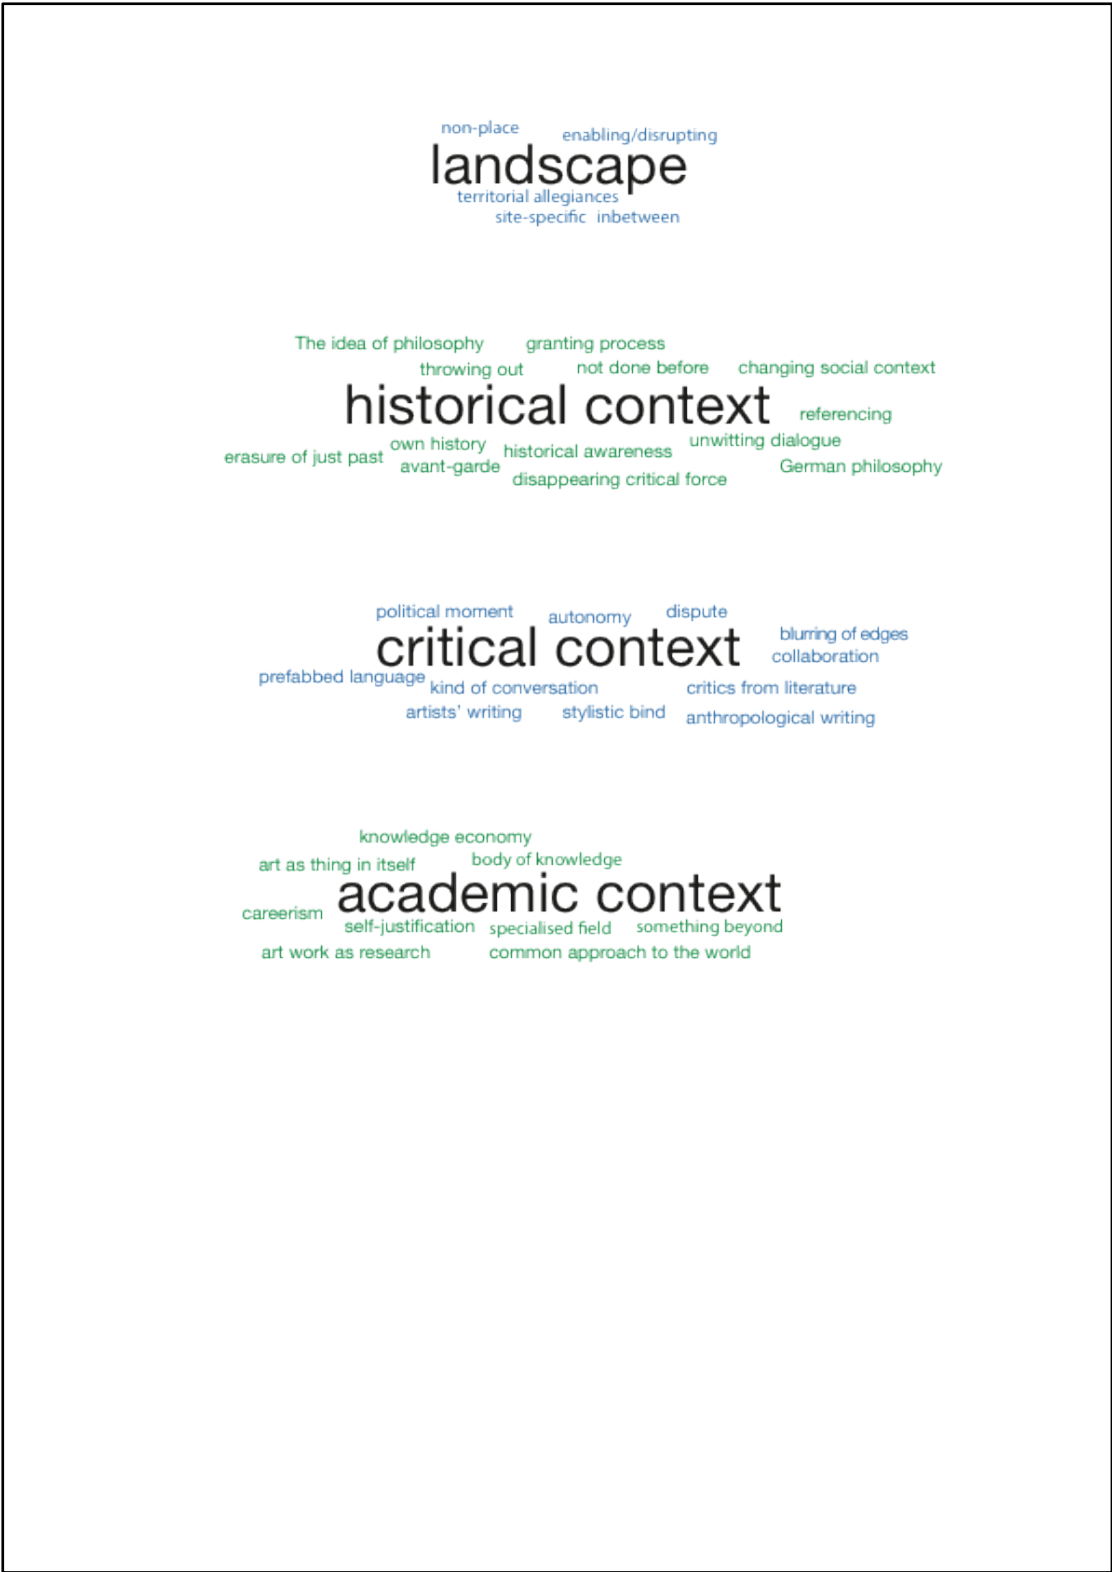 non-place
enabling/disrupting
landscape
territorial allegiances
site-specific inbetween
The idea of philosophy
granting process
throwing out
not done before
changing social context
historical context
referencing
own history
historical awareness
unwitting dialogue
erasure of just past
avant-garde
disappearing critical force
German philosophy
political moment
autonomy
dispute
critical context
blurring of edges
collaboration
prefabbed language
kind of conversation
critics from literature
artists’ writing
stylistic bind
anthropological writing
knowledge economy
art as thing in itself
body of knowledge
academic context
careerism
self-justification
specialised field
something beyond
art work as research
common approach to the world